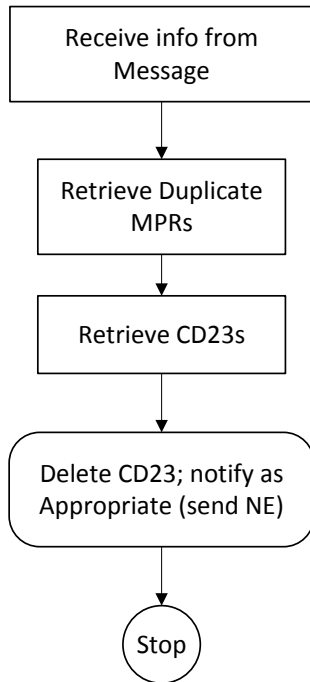 Receive info from
Message
Retrieve Duplicate
MPRs
Retrieve CD23s
Delete CD23; notify as
Appropriate (send NE)
Stop